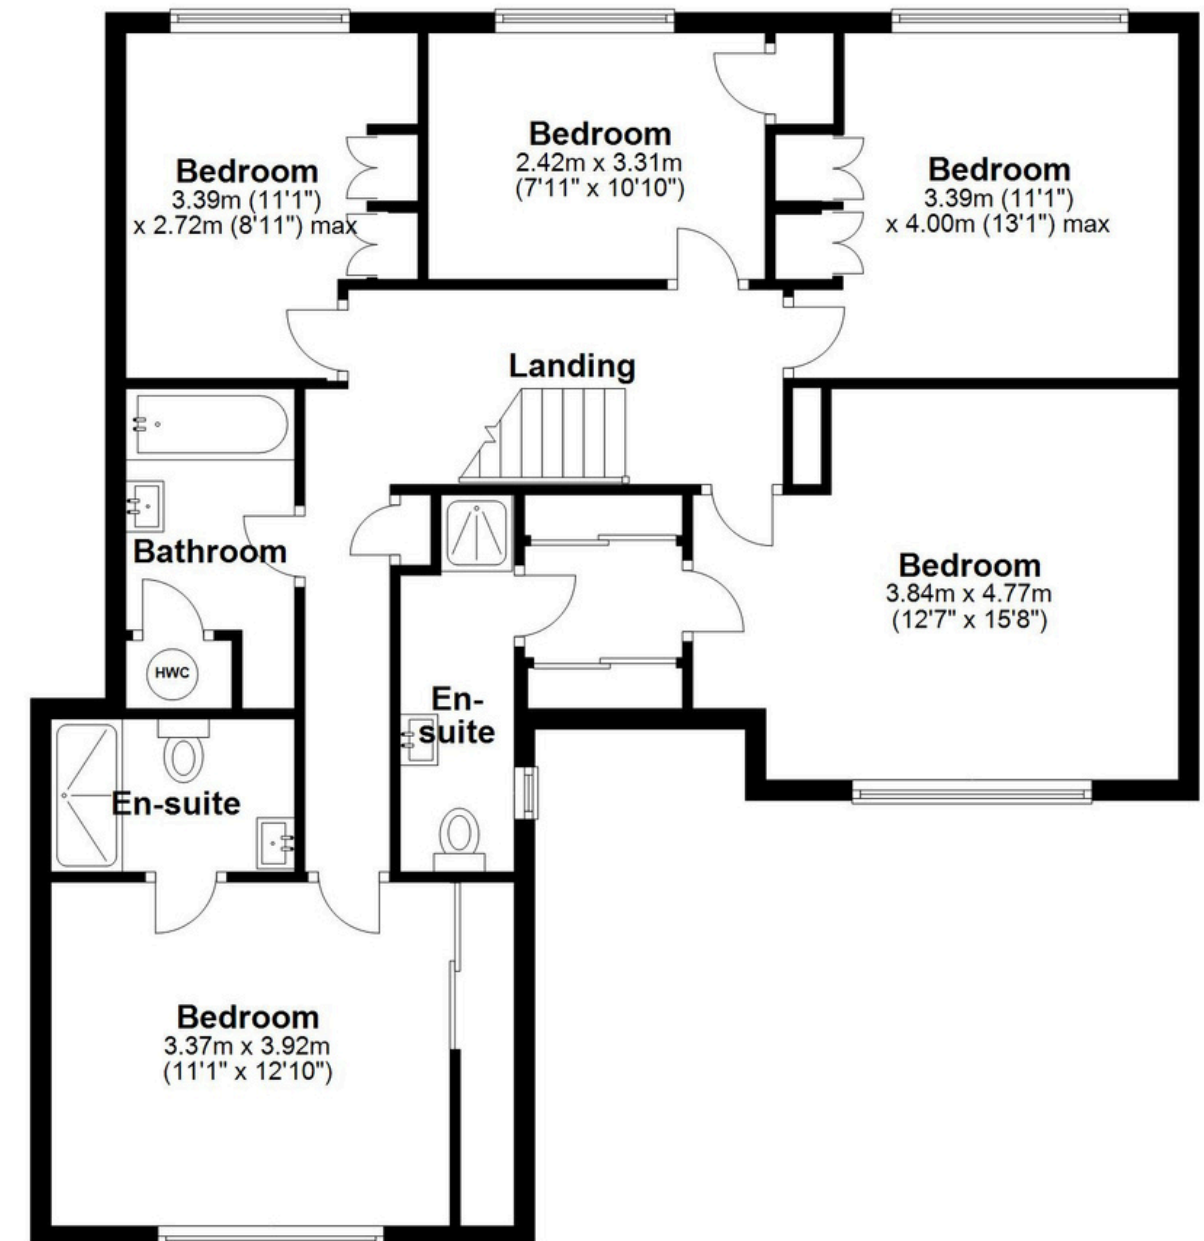 Bedroom
3.39m (11'1")
x 2.72m (8'11") max
Bedroom
2.42m x 3.31m
(7'11" x 10'10")
Bedroom
3.39m (11'1")
x 4.00m (13'1") max
Landing
Bathroom
HWC
Bedroom
3.84m x 4.77m
(12'7" x 15'8")
En-
suite
En-suite
Bedroom
3.37m x 3.92m
(11'1" x 12'10")